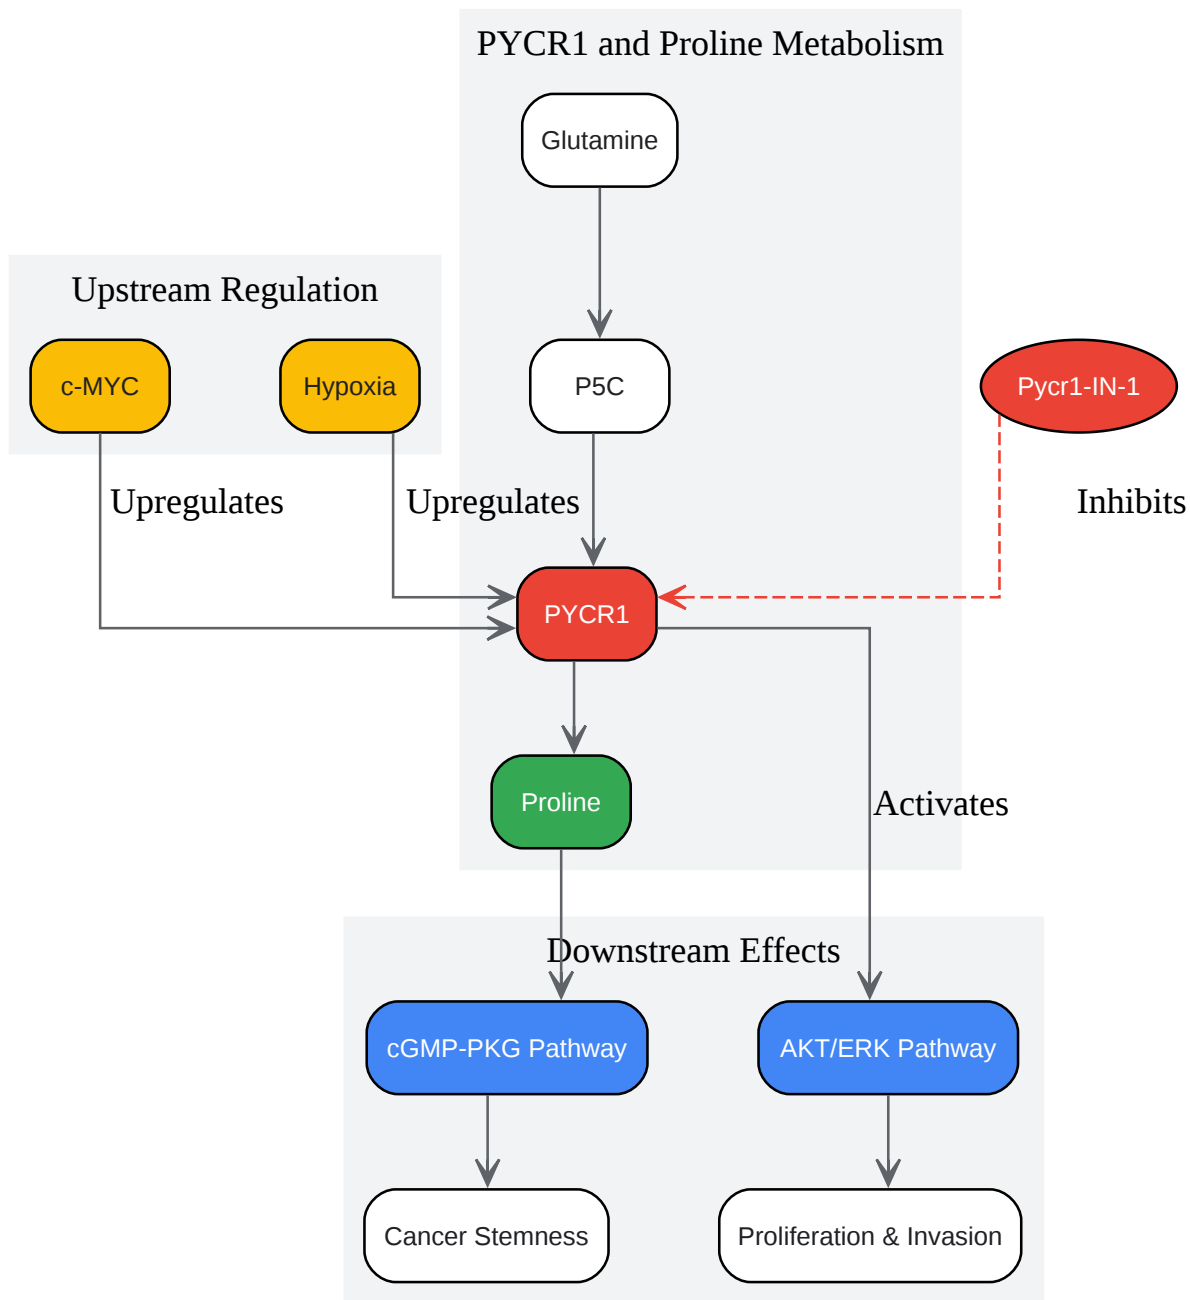 PYCR1 and Proline Metabolism
Glutamine
Upstream Regulation
c-MYC
Hypoxia
P5C
Pycr1-IN-1
Upregulates
Upregulates
Inhibits
PYCR1
Proline
Activates
Downstream Effects
cGMP-PKG Pathway
AKT/ERK Pathway
Cancer Stemness
Proliferation & Invasion